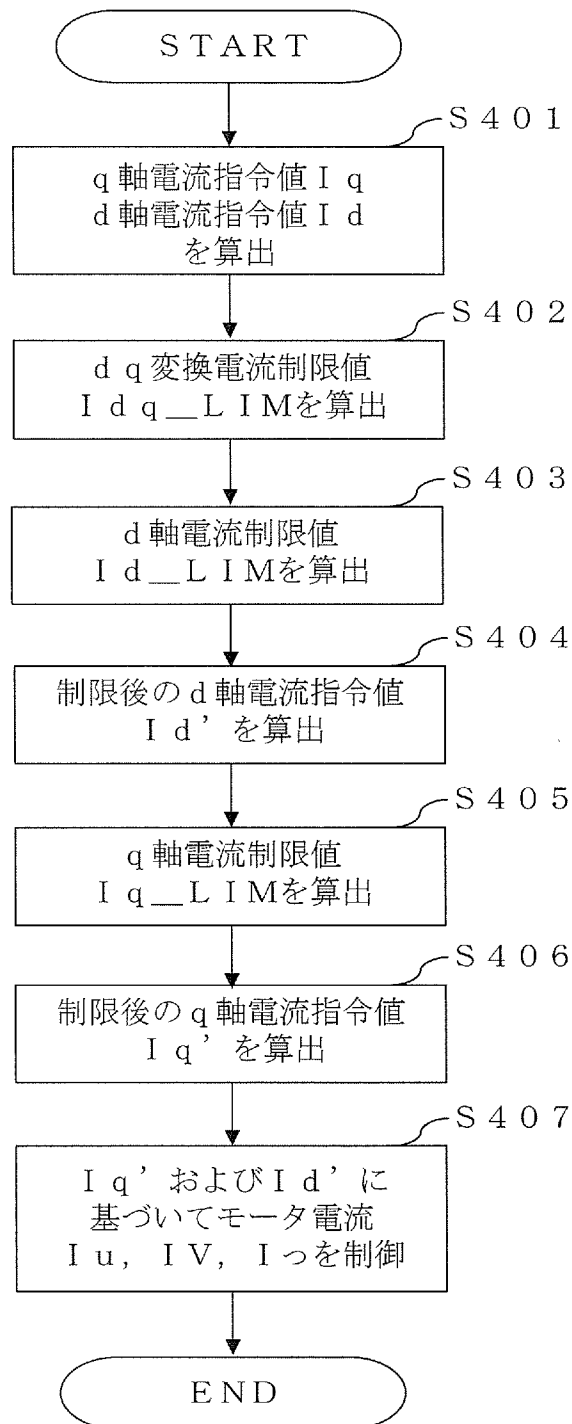 START
S401
q軸電流指令値Iq
d軸電流指令値Id
を算出
S402
dq変換電流制限値
Idq__LIMを算出
S403
d軸電流制限値
Id__LIMを算出
S404
制限後のd軸電流指令値
Id’を算出
S405
q軸電流制限値
Iq__LIMを算出
S406
制限後のq軸電流指令値
Iq’を算出
S407
Iq’およびId’に
基づいてモータ電流
Iu，IV，Iっを制御
END